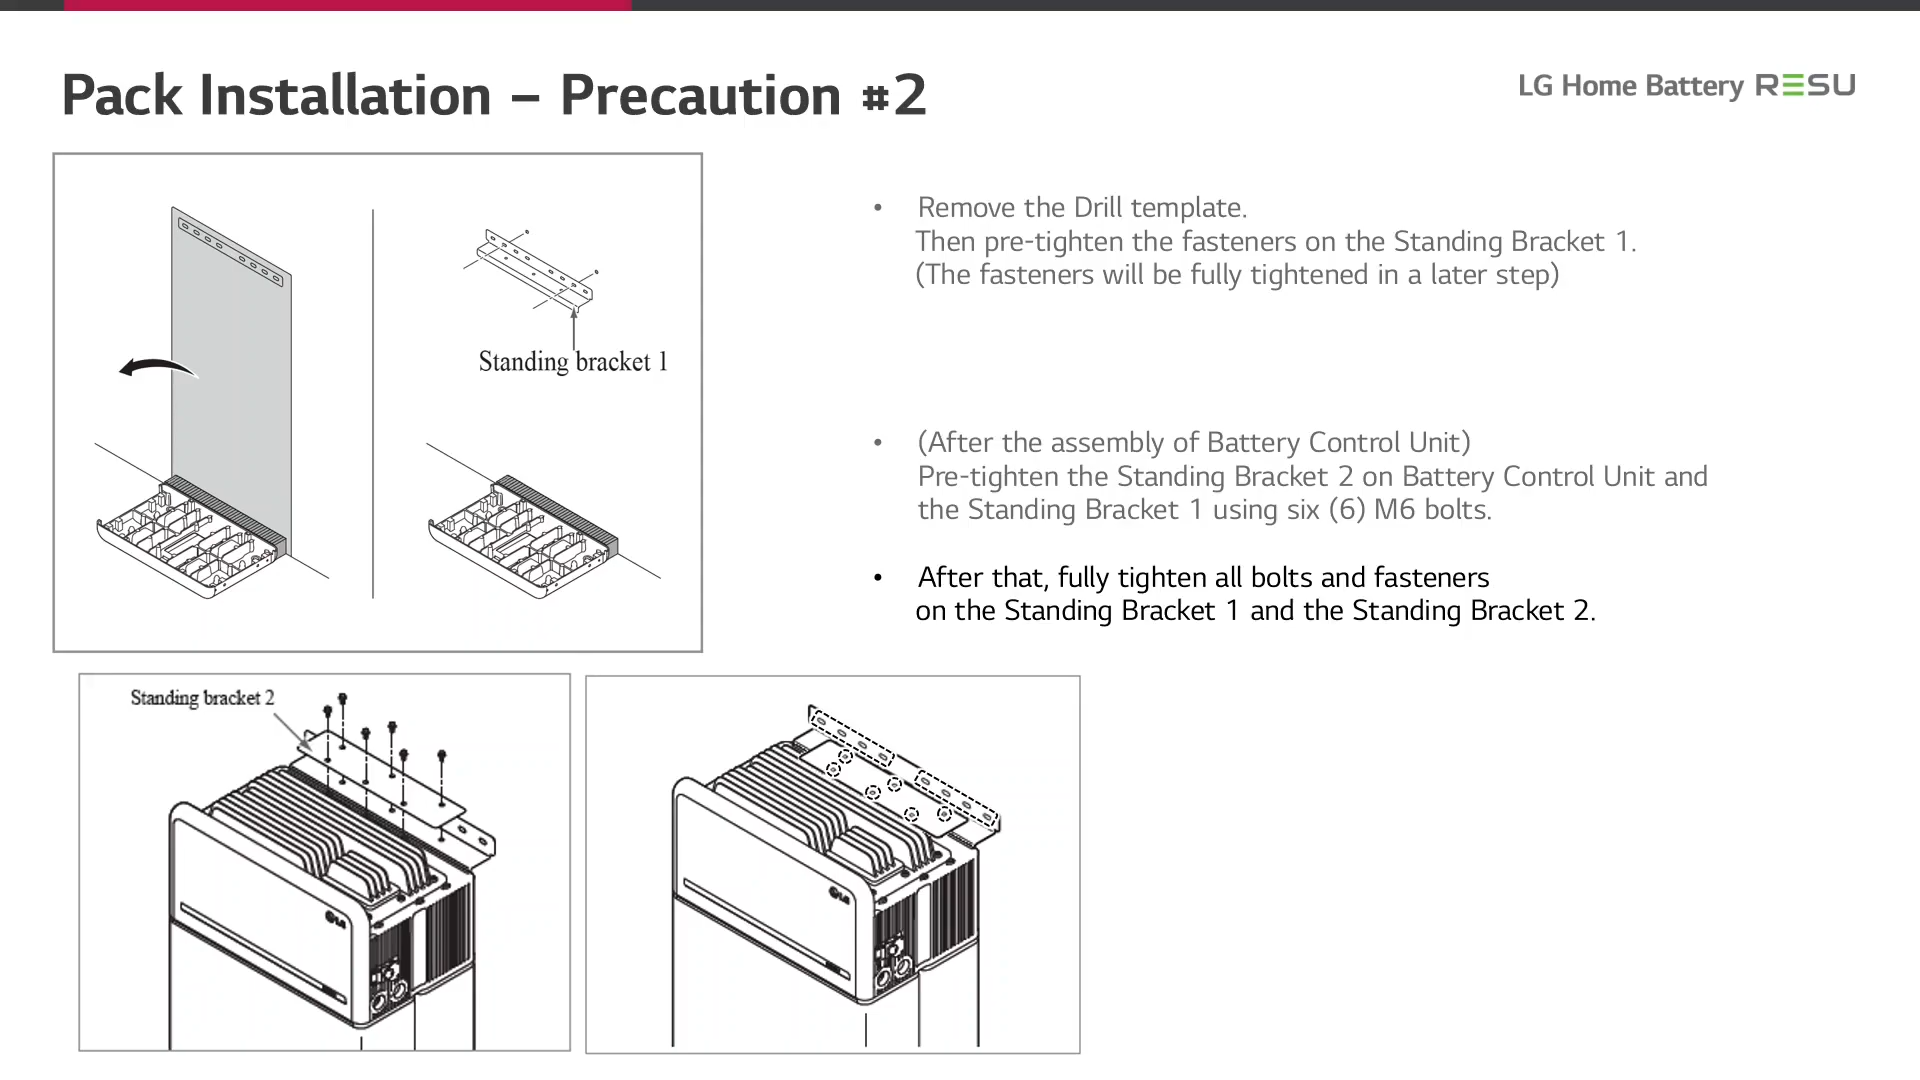 Pack Installation – Precaution #2
LG Home Battery RESU
Standing bracket 1
• Remove the Drill template.
Then pre-tighten the fasteners on the Standing Bracket 1.
(The fasteners will be fully tightened in a later step)
• (After the assembly of Battery Control Unit)
Pre-tighten the Standing Bracket 2 on Battery Control Unit and
the Standing Bracket 1 using six (6) M6 bolts.
• After that, fully tighten all bolts and fasteners
on the Standing Bracket 1 and the Standing Bracket 2.
Standing bracket 2
LG
LG